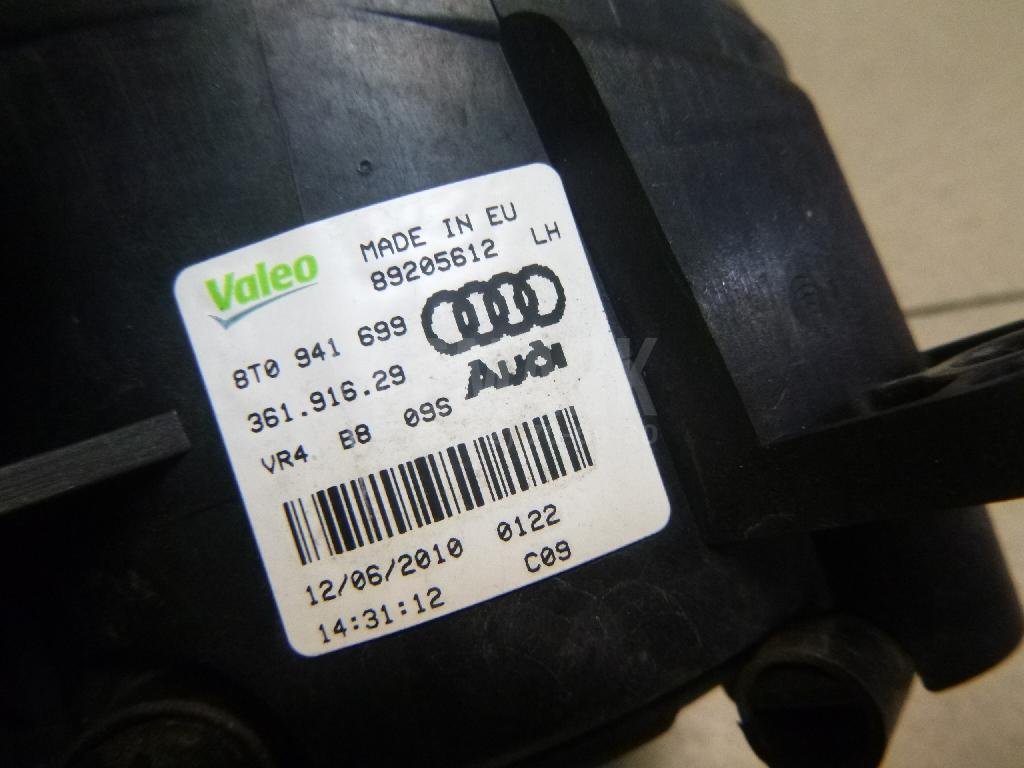 Valeo
MADE IN EU
89205612 LH
8T0 941 699
361.916.29
Audi
VR4 B8 09S
12/06/2010 0122
14:31:12 C09